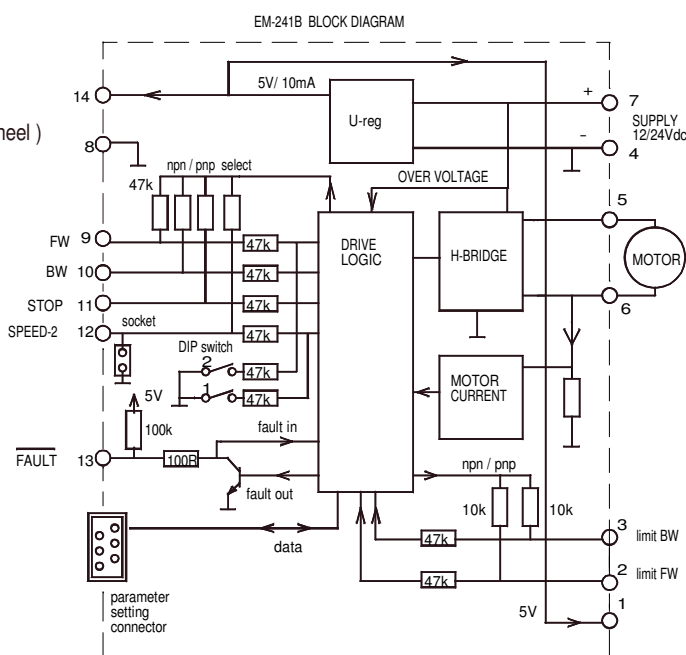 EM-241B BLOCK DIAGRAM
heel )
14
5V/ 10mA
U-reg
+
7
SUPPLY
12/24Vdc
-
4
8
npn / pnp select
47k
OVER VOLTAGE
5
FW 9
47k
DRIVE
LOGIC
H-BRIDGE
MOTOR
BW 10
47k
STOP 11
47k
6
SPEED-2 12
socket
47k
DIP switch
2
47k
1
47k
MOTOR
CURRENT
5V
100k
fault in
FAULT 13
100R
npn / pnp
fault out
10k
10k
3
limit BW
47k
data
2
limit FW
47k
1
5V
parameter
setting
connector